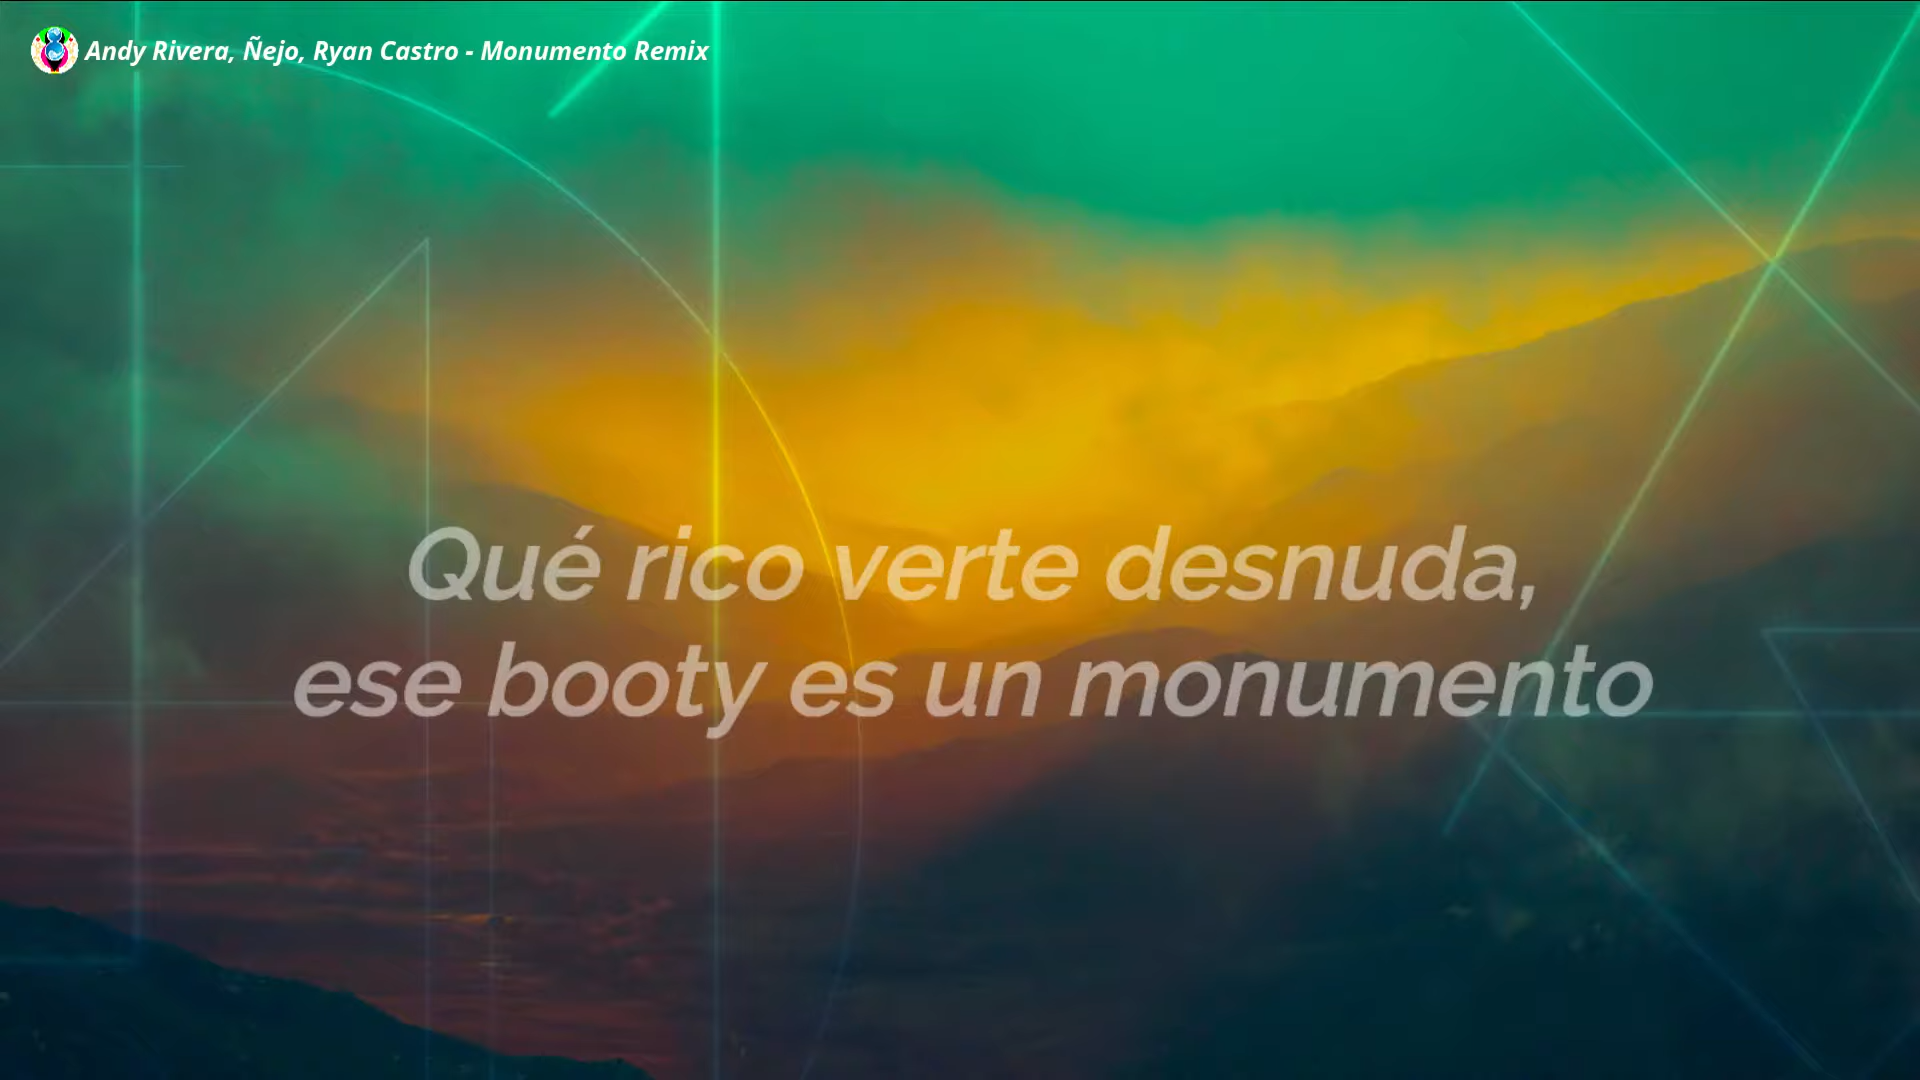 Andy Rivera, Ñejo, Ryan Castro - Monumento Remix
Qué rico verte desnuda,
ese booty es un monumento